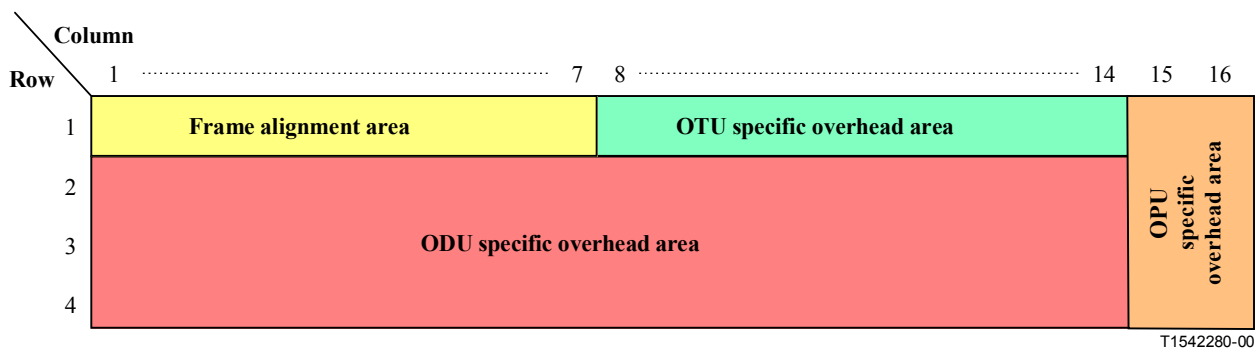 Column
Row
1 7 8 14 15 16
1
Frame alignment area
OTU specific overhead area
OPU
specific
overhead area
2
3
ODU specific overhead area
4
T1542280-00